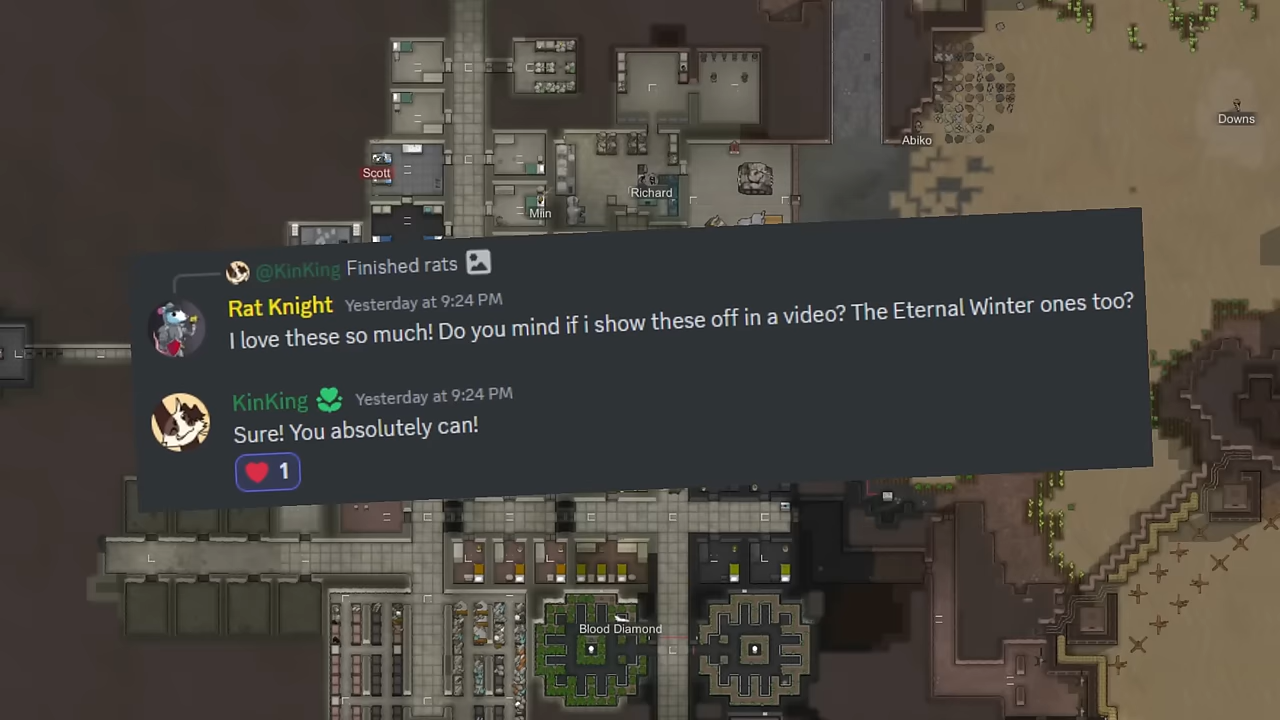 Downs
Abiko
Scott
Richard
Miin
@KinKing Finished rats
Rat Knight Yesterday at 9:24 PM
I love these so much! Do you mind if i show these off in a video? The Eternal Winter ones too?
KinKing Yesterday at 9:24 PM
Sure! You absolutely can!
1
Blood Diamond